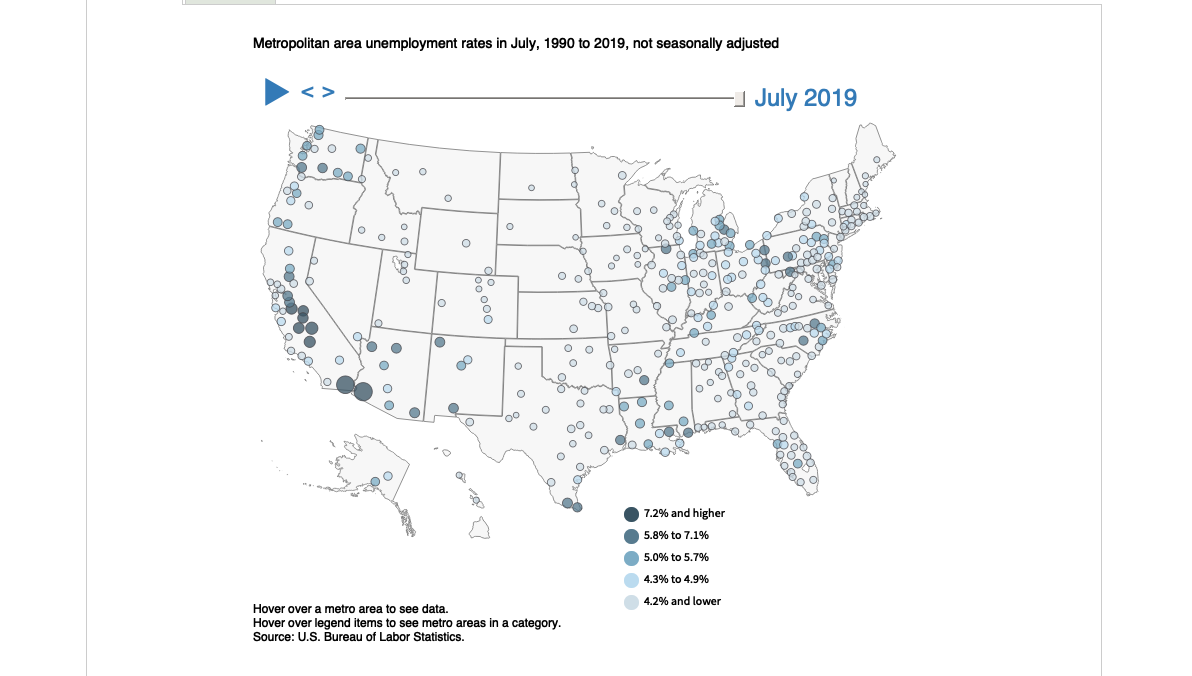 Metropolitan area unemployment rates in July, 1990 to 2019, not seasonally adjusted
< >
July 2019
7.2% and higher
5.8% to 7.1%
5.0% to 5.7%
4.3% to 4.9%
4.2% and lower
Hover over a metro area to see data.
Hover over legend items to see metro areas in a category.
Source: U.S. Bureau of Labor Statistics.